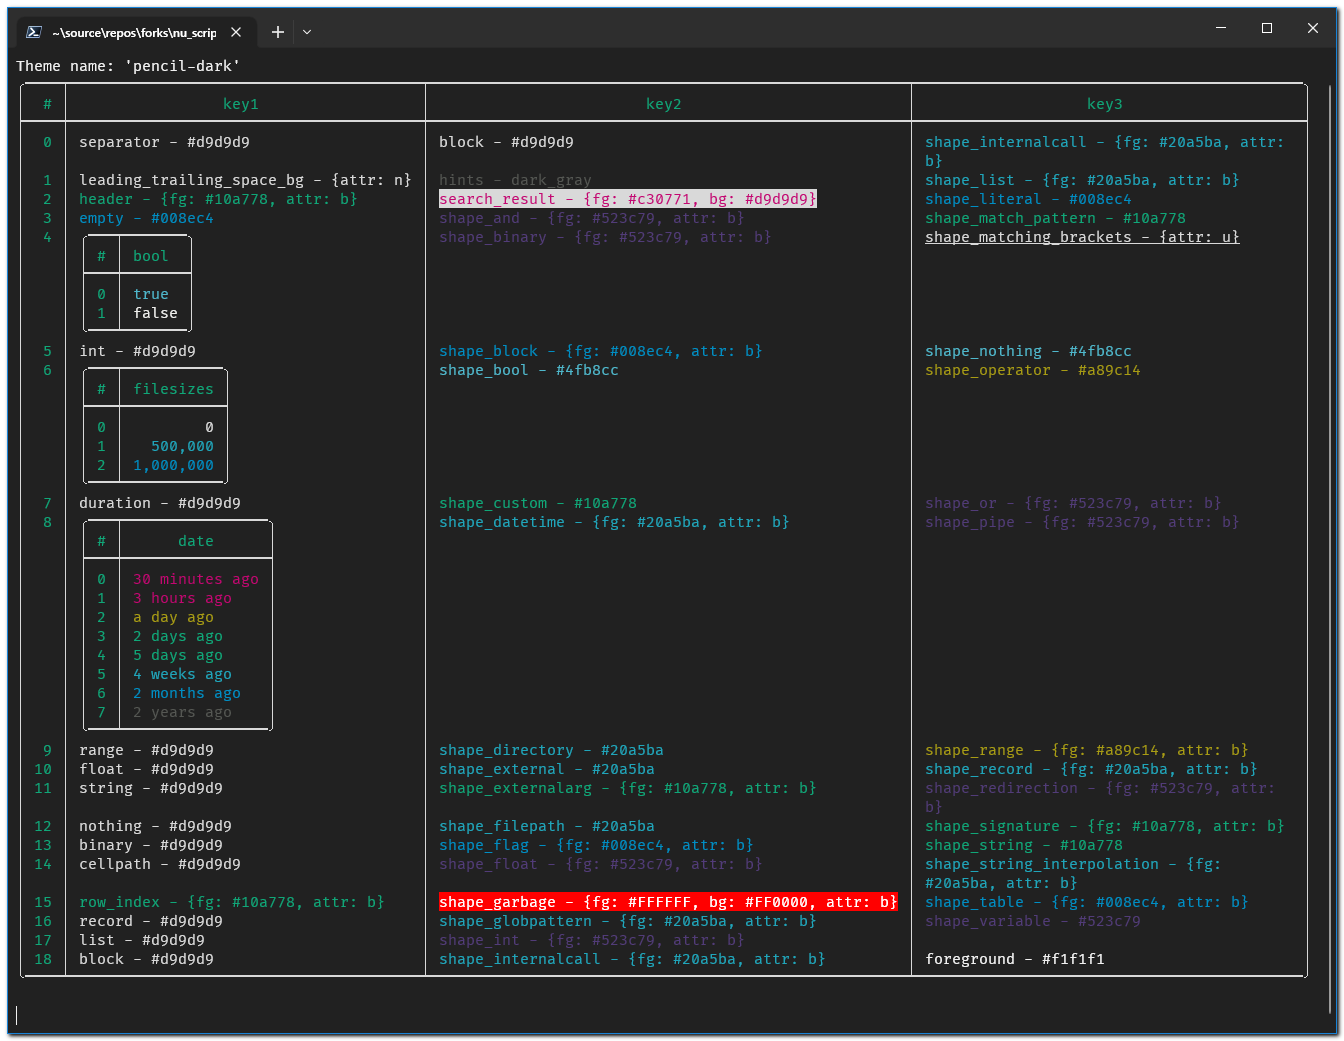 ~\source\repos\forks\nu_scrip
Theme name: 'pencil-dark'
# key1 key2 key3
0 separator - #d9d9d9 block - #d9d9d9 shape_internalcall - {fg: #20a5ba, attr:
b}
1 leading_trailing_space_bg - {attr: n} hints - dark_gray shape_list - {fg: #20a5ba, attr: b}
2 header - {fg: #10a778, attr: b} search_result - {fg: #c30771, bg: #d9d9d9} shape_literal - #008ec4
3 empty - #008ec4 shape_and - {fg: #523c79, attr: b} shape_match_pattern - #10a778
4 shape_binary - {fg: #523c79, attr: b} shape_matching_brackets - {attr: u}
# bool
0 true
1 false
5 int - #d9d9d9 shape_block - {fg: #008ec4, attr: b} shape_nothing - #4fb8cc
6 shape_bool - #4fb8cc shape_operator - #a89c14
# filesizes
0 0
1 500,000
2 1,000,000
7 duration - #d9d9d9 shape_custom - #10a778 shape_or - {fg: #523c79, attr: b}
8 shape_datetime - {fg: #20a5ba, attr: b} shape_pipe - {fg: #523c79, attr: b}
# date
0 30 minutes ago
1 3 hours ago
2 a day ago
3 2 days ago
4 5 days ago
5 4 weeks ago
6 2 months ago
7 2 years ago
9 range - #d9d9d9 shape_directory - #20a5ba shape_range - {fg: #a89c14, attr: b}
10 float - #d9d9d9 shape_external - #20a5ba shape_record - {fg: #20a5ba, attr: b}
11 string - #d9d9d9 shape_externalarg - {fg: #10a778, attr: b} shape_redirection - {fg: #523c79, attr:
b}
12 nothing - #d9d9d9 shape_filepath - #20a5ba shape_signature - {fg: #10a778, attr: b}
13 binary - #d9d9d9 shape_flag - {fg: #008ec4, attr: b} shape_string - #10a778
14 cellpath - #d9d9d9 shape_float - {fg: #523c79, attr: b} shape_string_interpolation - {fg:
#20a5ba, attr: b}
15 row_index - {fg: #10a778, attr: b} shape_garbage - {fg: #FFFFFF, bg: #FF0000, attr: b} shape_table - {fg: #008ec4, attr: b}
16 record - #d9d9d9 shape_globpattern - {fg: #20a5ba, attr: b} shape_variable - #523c79
17 list - #d9d9d9 shape_int - {fg: #523c79, attr: b}
18 block - #d9d9d9 shape_internalcall - {fg: #20a5ba, attr: b} foreground - #f1f1f1